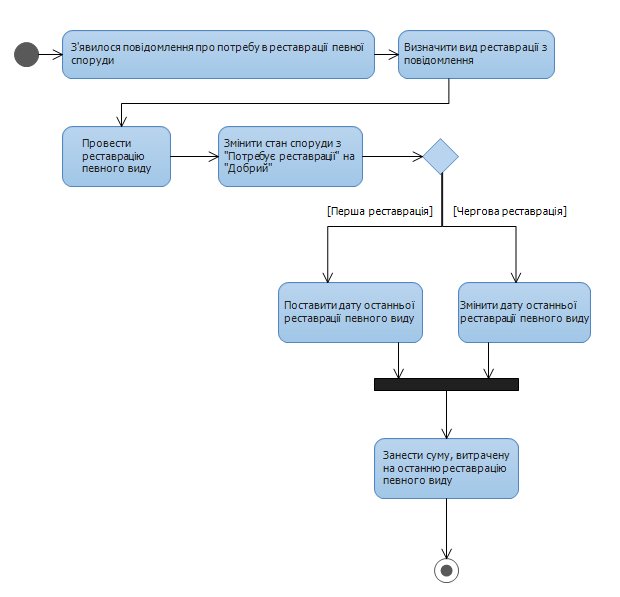 З'явилося повідомлення про потребу в реставрації певної
споруди
Визначити вид реставрації з
повідомлення
Провести
реставрацію
певного виду
Змінити стан споруди з
"Потребує реставрації" на
"Добрий"
[Перша реставрація]
[Чергова реставрація]
Поставити дату останньої
реставрації певного виду
Змінити дату останньої
реставрації певного виду
Занести суму, витрачену
на останню реставрацію
певного виду